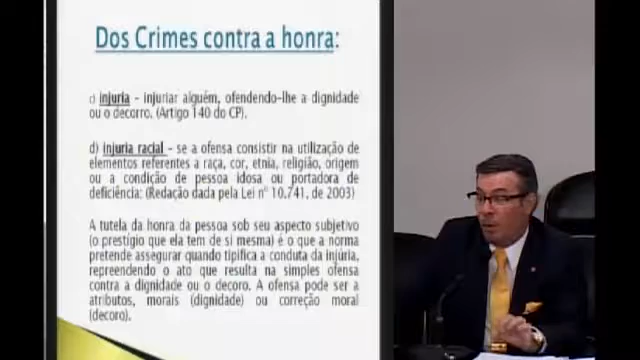 Dos Crimes contra a honra:
c) injuria - injuriar alguém, ofendendo-lhe a dignidade
ou o decorro. (Artigo 140 do CP).
d) injuria racial - se a ofensa consistir na utilização de
elementos referentes a raça, cor, etnia, religião, origem
ou a condição de pessoa idosa ou portadora de
deficiência: (Redação dada pela Lei nº 10.741, de 2003)
A tutela da honra da pessoa sob seu aspecto subjetivo
(o prestígio que ela tem de si mesma) é o que a norma
pretende assegurar quando tipifica a conduta da injúria,
repreendendo o ato que resulta na simples ofensa
contra a dignidade ou o decoro. A ofensa pode ser a
atributos, morais (dignidade) ou correção moral
(decoro).